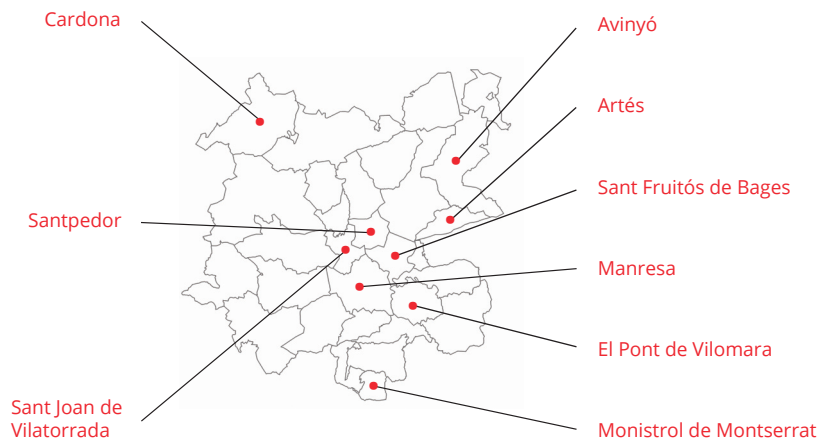 Cardona
Avinyó
Artés
Sant Fruitós de Bages
Santpedor
Manresa
El Pont de Vilomara
Sant Joan de
Vilatorrada
Monistrol de Montserrat